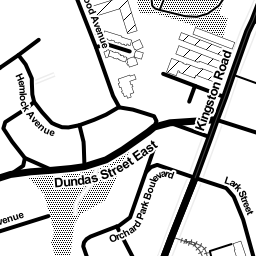 ood Avenue
Hemlock Avenue
Kingston Road
Dundas Street East
Orchard Park Boulevard
Lark Street
venue